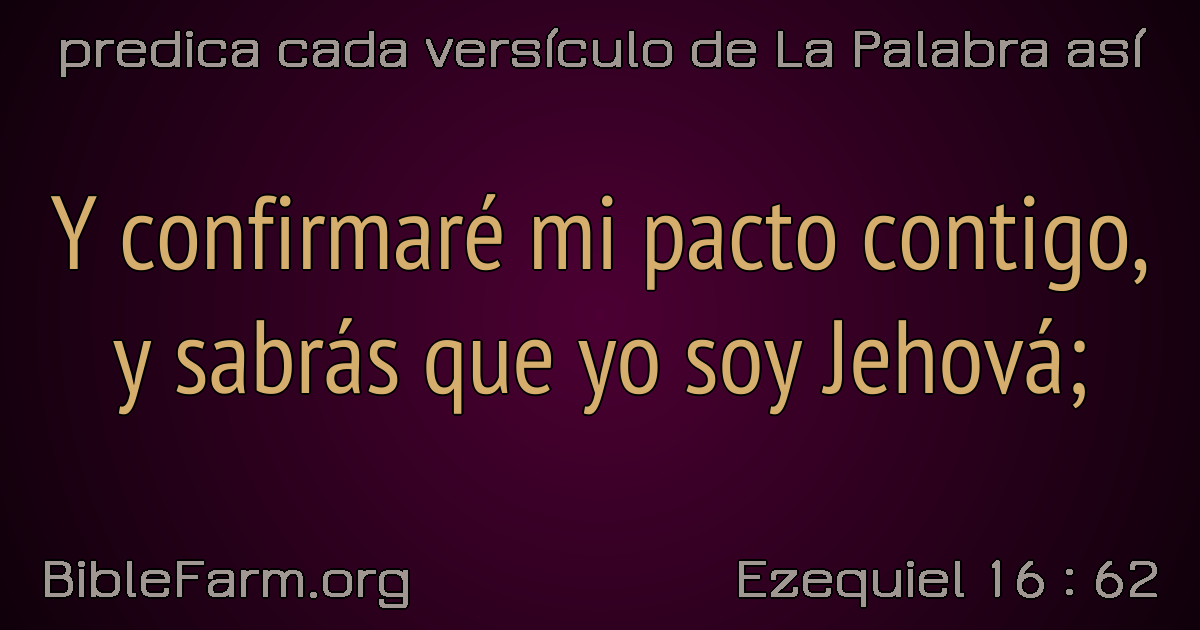 predica cada versículo de La Palabra así
Y confirmaré mi pacto contigo,
y sabrás que yo soy Jehová;
BibleFarm.org
Ezequiel 16 : 62